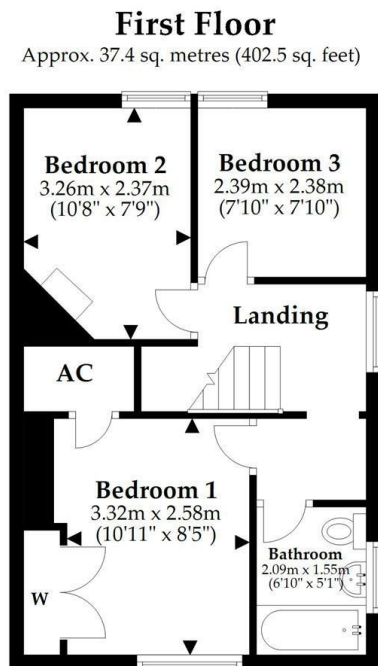 First Floor
Approx. 37.4 sq. metres (402.5 sq. feet)
Bedroom 2
3.26m x 2.37m
(10'8" x 7'9")
Bedroom 3
2.39m x 2.38m
(7'10" x 7'10")
Landing
AC
Bedroom 1
3.32m x 2.58m
(10'11" x 8'5")
Bathroom
2.09m x 1.55m
(6'10" x 5'1")
W